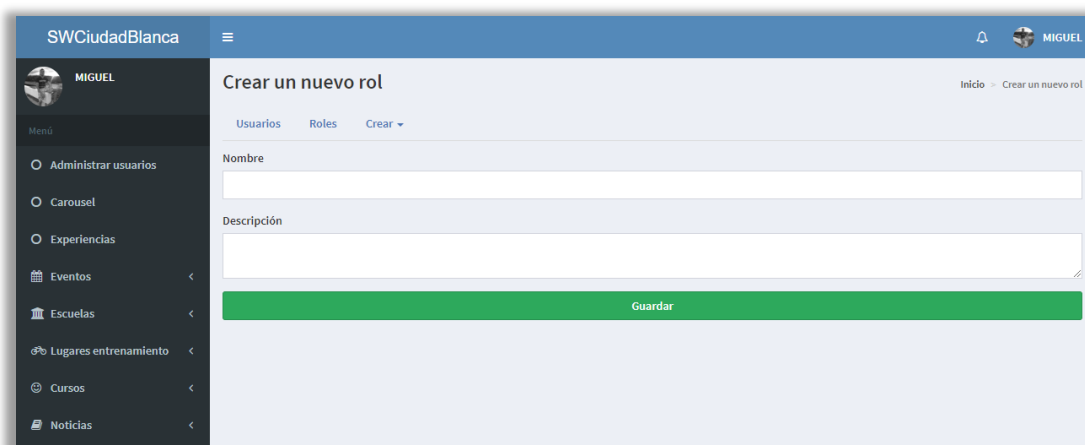 SWCiudadBlanca
MIGUEL
MIGUEL
Crear un nuevo rol
Inicio > Crear un nuevo rol
Menú
Usuarios Roles Crear
Administrar usuarios
Nombre
Carousel
Descripción
Experiencias
Eventos
Escuelas
Guardar
Lugares entrenamiento
Cursos
Noticias